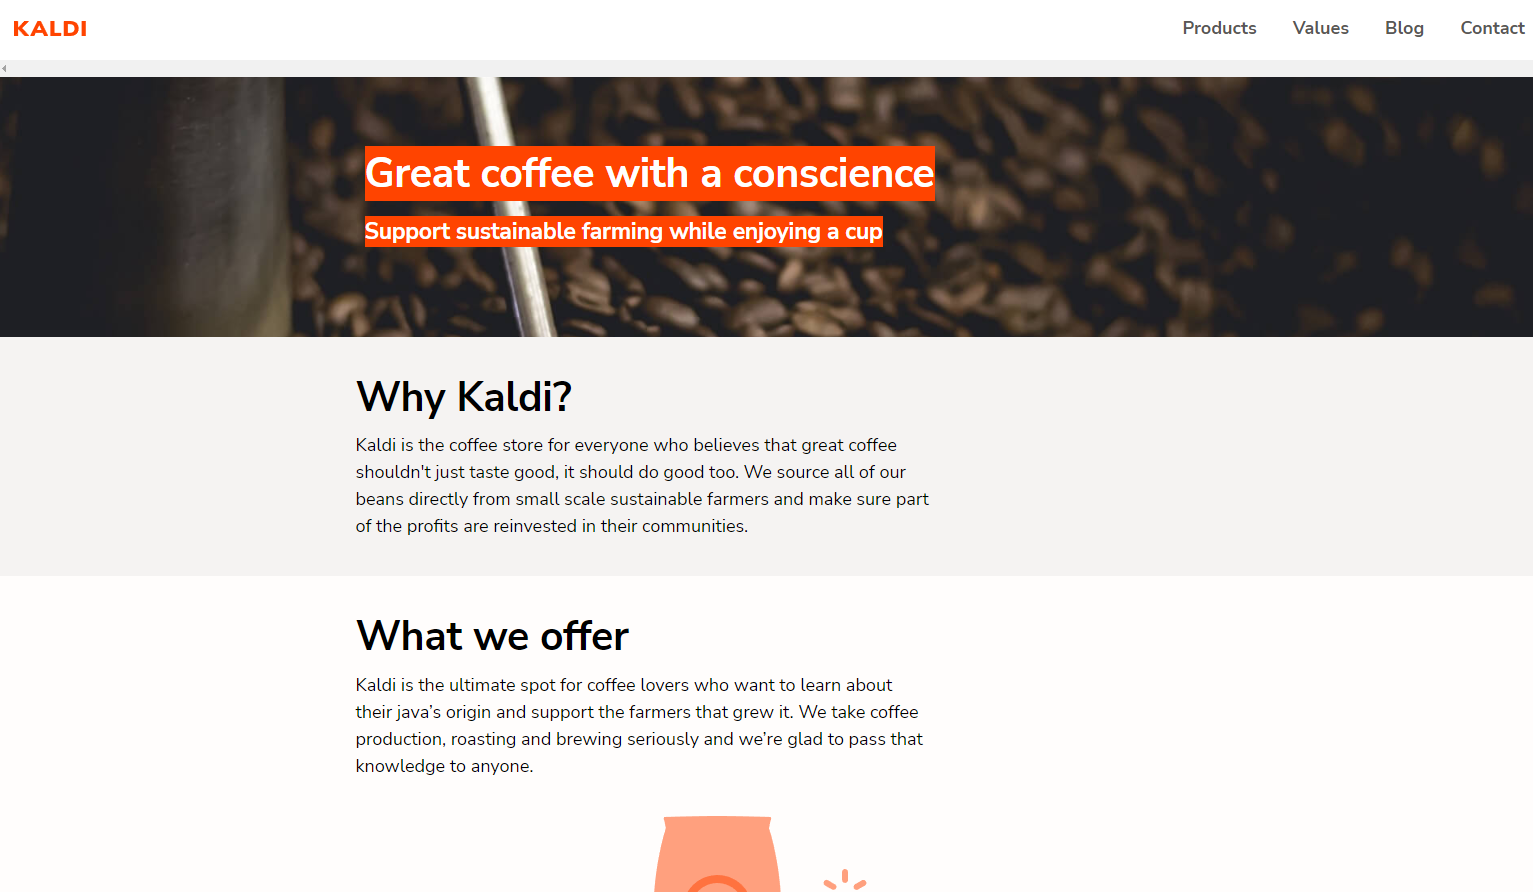 KALDI
Products Values Blog Contact
Great coffee with a conscience
Support sustainable farming while enjoying a cup
Why Kaldi?
Kaldi is the coffee store for everyone who believes that great coffee
shouldn't just taste good, it should do good too. We source all of our
beans directly from small scale sustainable farmers and make sure part
of the profits are reinvested in their communities.
What we offer
Kaldi is the ultimate spot for coffee lovers who want to learn about
their java’s origin and support the farmers that grew it. We take coffee
production, roasting and brewing seriously and we’re glad to pass that
knowledge to anyone.